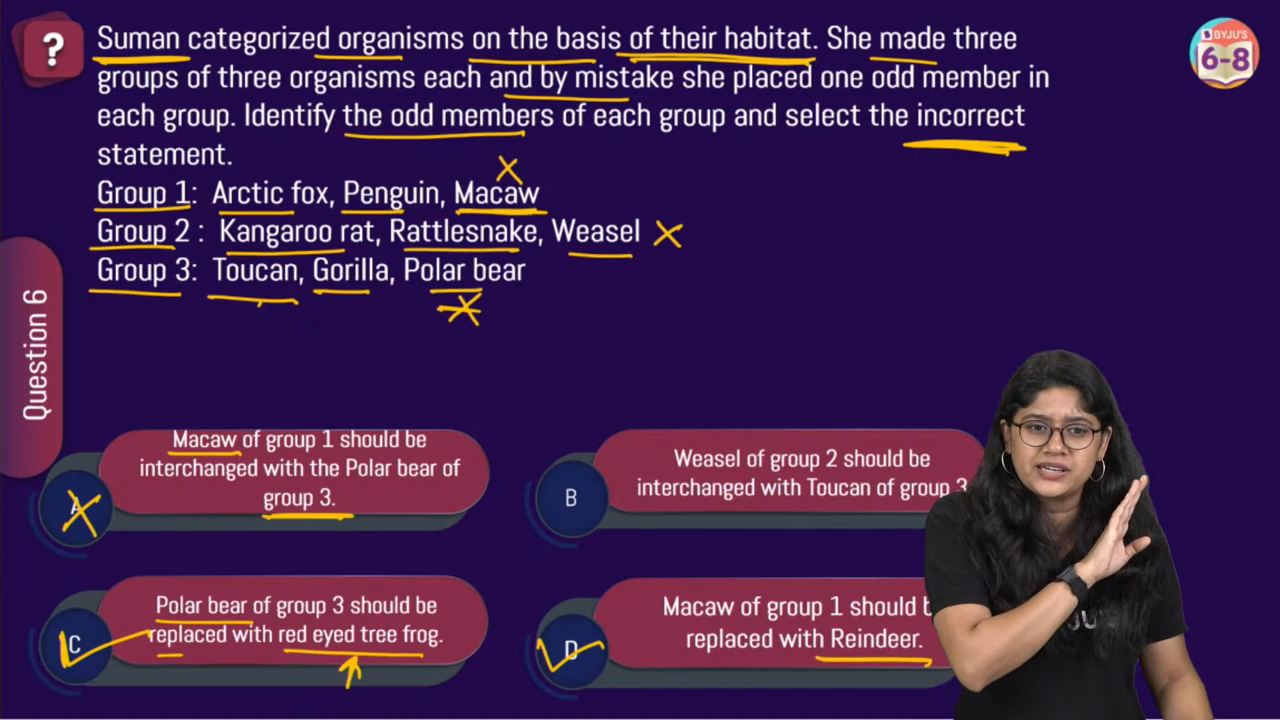 ?
Suman categorized organisms on the basis of their habitat. She made three
groups of three organisms each and by mistake she placed one odd member in
each group. Identify the odd members of each group and select the incorrect
statement.
Group 1: Arctic fox, Penguin, Macaw
Group 2 : Kangaroo rat, Rattlesnake, Weasel
Group 3: Toucan, Gorilla, Polar bear
BYJU'S
6-8
Question 6
A
Macaw of group 1 should be
interchanged with the Polar bear of
group 3.
B
Weasel of group 2 should be
interchanged with Toucan of group 3
C
Polar bear of group 3 should be
replaced with red eyed tree frog.
D
Macaw of group 1 should
replaced with Reindeer.